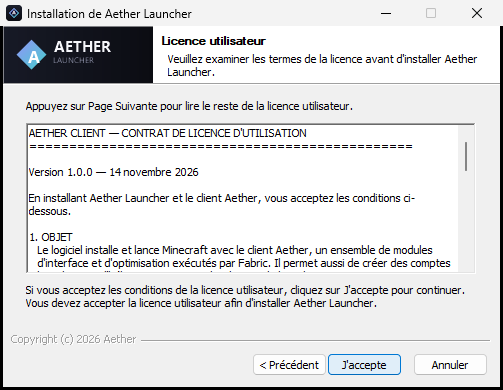 Installation de Aether Launcher
A
AETHER
LAUNCHER
Licence utilisateur
Veuillez examiner les termes de la licence avant d'installer Aether
Launcher.
Appuyez sur Page Suivante pour lire le reste de la licence utilisateur.
AETHER CLIENT — CONTRAT DE LICENCE D'UTILISATION
==================================================
Version 1.0.0 — 14 novembre 2026
En installant Aether Launcher et le client Aether, vous acceptez les conditions ci-
dessous.
1. OBJET
Le logiciel installe et lance Minecraft avec le client Aether, un ensemble de modules
d'interface et d'optimisation exécutés par Fabric. Il permet aussi de créer des comptes
Si vous acceptez les conditions de la licence utilisateur, cliquez sur J'accepte pour continuer.
Vous devez accepter la licence utilisateur afin d'installer Aether Launcher.
Copyright (c) 2026 Aether
< Précédent
J'accepte
Annuler